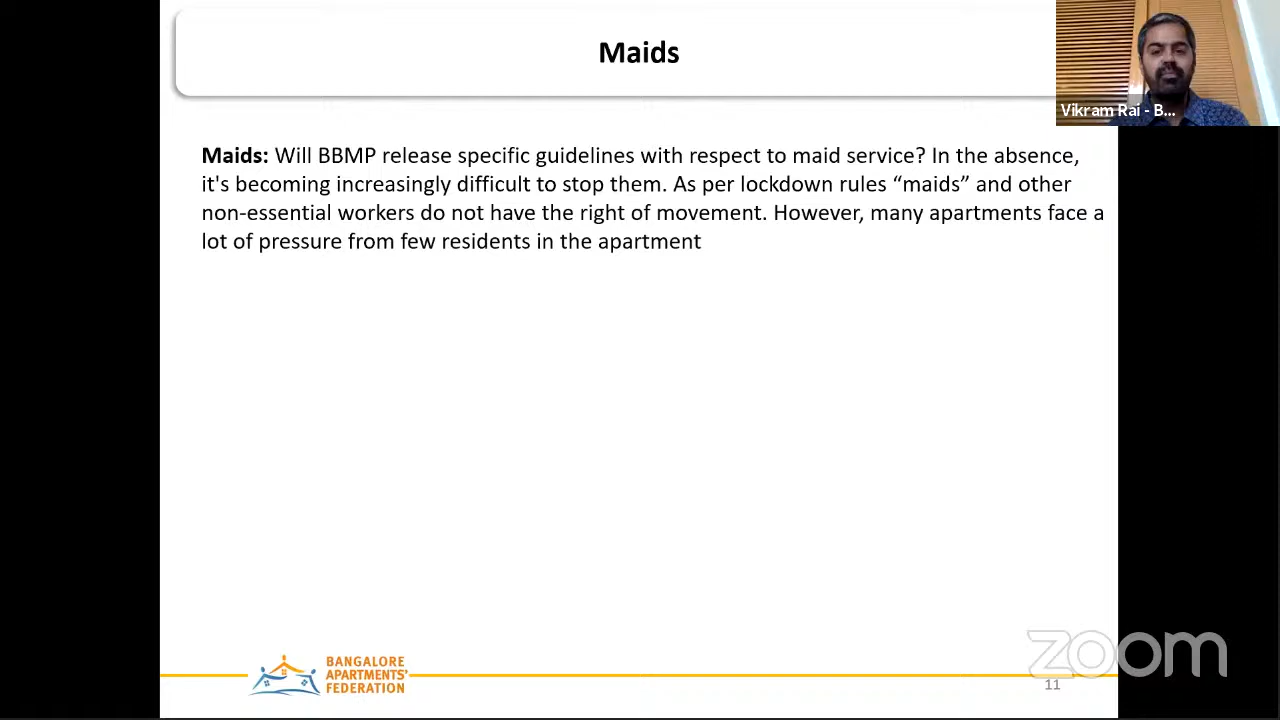 Maids
Vikram Rai - B...
Maids: Will BBMP release specific guidelines with respect to maid service? In the absence,
it's becoming increasingly difficult to stop them. As per lockdown rules “maids” and other
non-essential workers do not have the right of movement. However, many apartments face a
lot of pressure from few residents in the apartment
BANGALORE
APARTMENTS'
FEDERATION
zoom
11